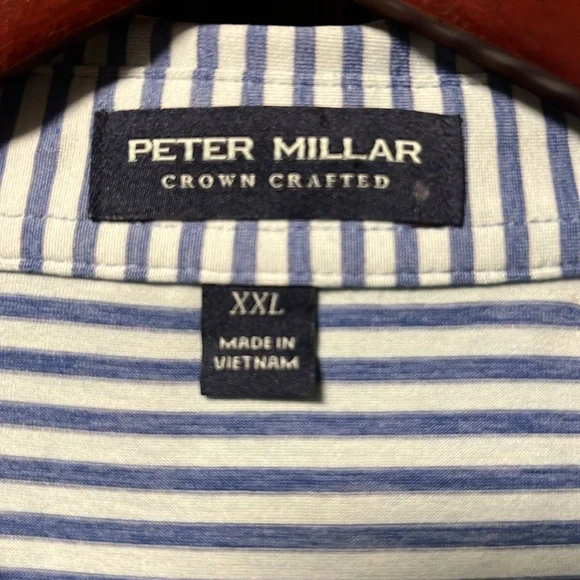 PETER MILLAR
CROWN CRAFTED
XXL
MADE IN
VIETNAM